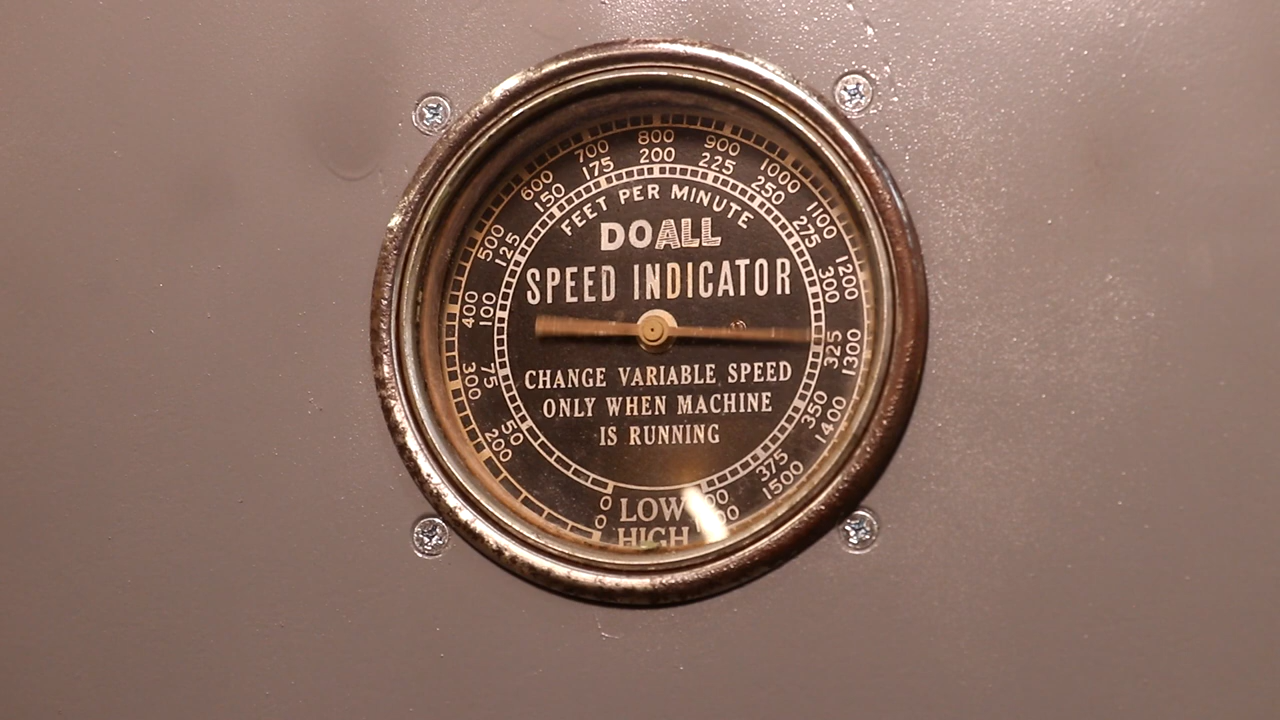 800
700 900
200
600 175 225 1000
150 250
500 125 275 1100
FEET PER MINUTE
DOALL
SPEED INDICATOR
400 100 300 1200
300 75 325 1300
CHANGE VARIABLE SPEED
ONLY WHEN MACHINE
IS RUNNING
200 50 350 1400
375 1500
0 LOW
0 HIGH